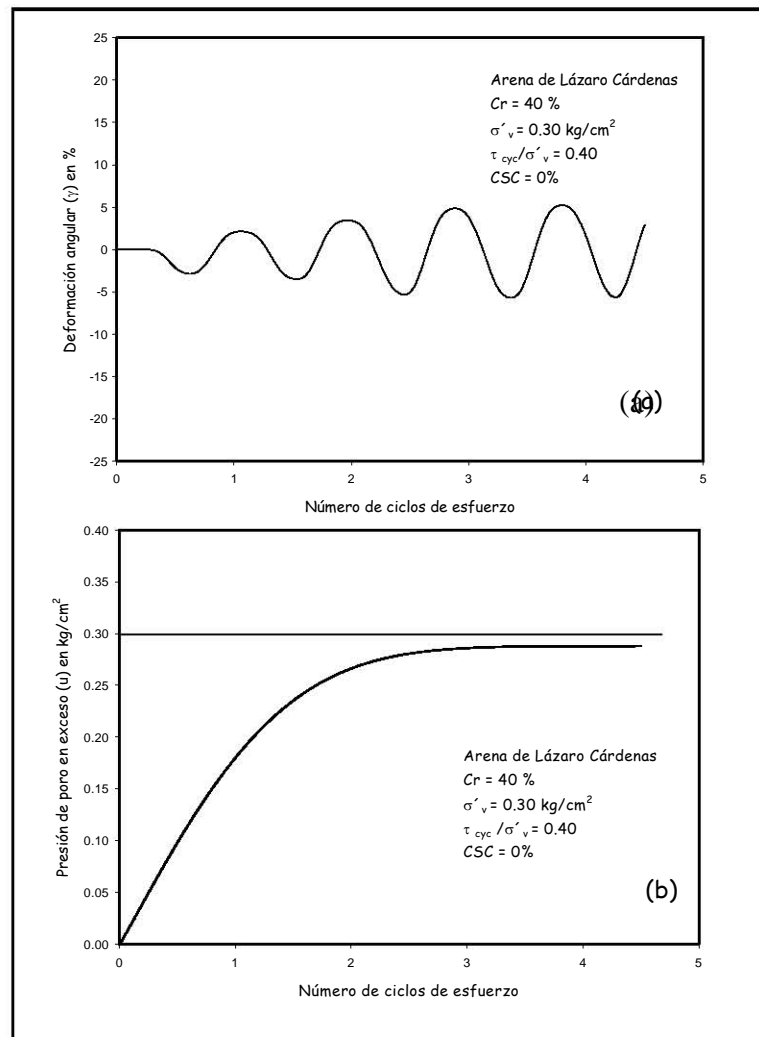 25
20
15
10
5
0
-5
-10
-15
-20
-25
Deformación angular (γ) en %
Arena de Lázaro Cárdenas
Cr = 40 %
σ´v = 0.30 kg/cm²
τ cyc/σ´v = 0.40
CSC = 0%
(a)
0 1 2 3 4 5
Número de ciclos de esfuerzo
0.40
0.35
0.30
0.25
0.20
0.15
0.10
0.05
0.00
Presión de poro en exceso (u) en kg/cm²
Arena de Lázaro Cárdenas
Cr = 40 %
σ´v = 0.30 kg/cm²
τ cyc /σ´v = 0.40
CSC = 0%
(b)
0 1 2 3 4 5
Número de ciclos de esfuerzo